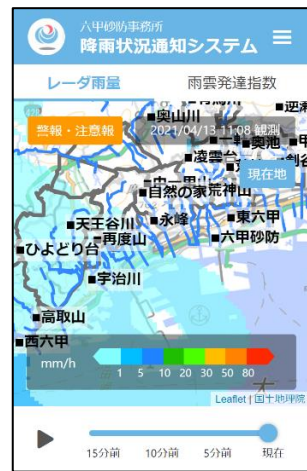 六甲砂防事務所
降雨状況通知システム
レーダ雨量
雨雲発達指数
警報・注意報
2021/04/13 11:08 観測
現在地
■奥山川
■凌雲台
■奥池
■自然の家
荒神山
■天王谷川
■永峰
■東六甲
■再度山
■六甲砂防
■ひよどり台
■宇治川
■高取山
■西六甲
mm/h
1 5 10 20 30 50 80
Leaflet | 国土地理院
15分前 10分前 5分前 現在